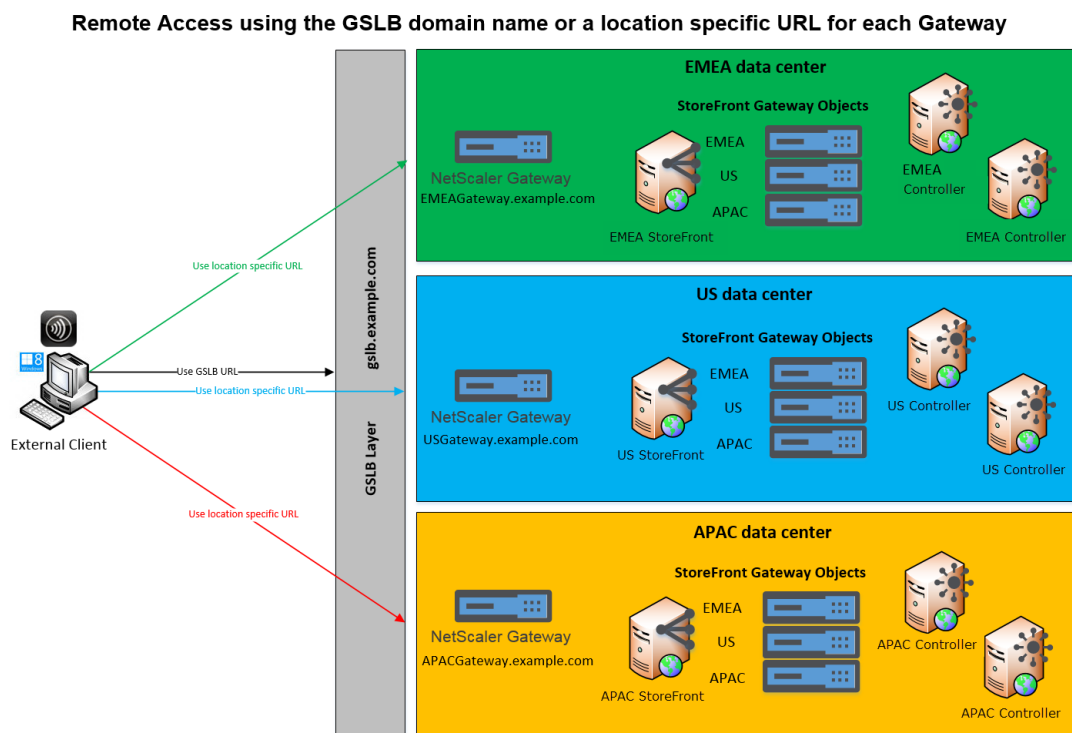 Remote Access using the GSLB domain name or a location specific URL for each Gateway
EMEA data center
StoreFront Gateway Objects
EMEA
US
APAC
NetScaler Gateway
EMEAGateway.example.com
EMEA StoreFront
EMEA
Controller
EMEA Controller
Use location specific URL
gslb.example.com
GSLB Layer
8
Windows
Use GSLB URL
Use location specific URL
External Client
Use location specific URL
US data center
StoreFront Gateway Objects
EMEA
US
APAC
NetScaler Gateway
USGateway.example.com
US StoreFront
US Controller
US Controller
APAC data center
StoreFront Gateway Objects
EMEA
US
APAC
NetScaler Gateway
APACGateway.example.com
APAC StoreFront
APAC Controller
APAC Controller